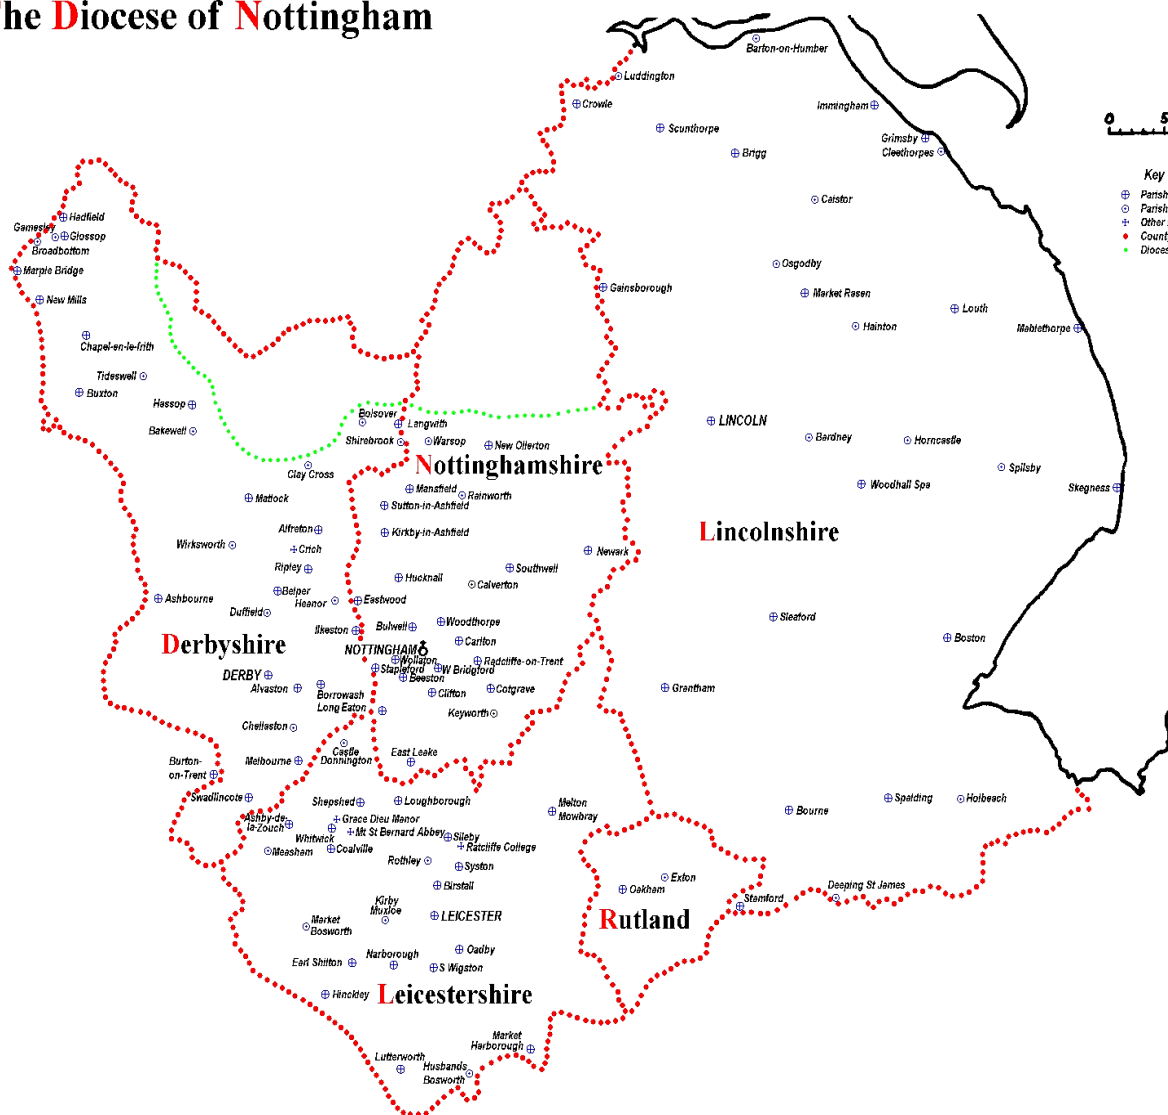 he Diocese of Nottingham
Barton-on-Humber
Luddington
Crowle
Immingham
0 5
Scunthorpe
Grimsby
Brigg
Cleethorpes
Key
Parish
Parish
Other
County
Dioces
Caistor
Hadfield
Gamesley
Glossop
Broadbottom
Marple Bridge
Osgodby
New Mills
Gainsborough
Market Rasen
Louth
Hainton
Mablethorpe
Chapel-en-le-frith
Tideswell
Buxton
Hassop
Bakewell
Bolsover
Langwith
Shirebrook
Warsop
New Ollerton
LINCOLN
Bardney
Horncastle
Nottinghamshire
Clay Cross
Spilsby
Matlock
Mansfield
Rainworth
Sutton-in-Ashfield
Woodhall Spa
Skegness
Alfreton
Kirkby-in-Ashfield
Lincolnshire
Wirksworth
Crich
Newark
Ripley
Hucknall
Southwell
Calverton
Ashbourne
Belper
Heanor
Eastwood
Duffield
Ilkeston
Bulwell
Woodthorpe
Sleaford
Derbyshire
Carlton
Boston
NOTTINGHAM
Wollaton
Radcliffe-on-Trent
Stapleford
W Bridgford
DERBY
Beeston
Alvaston
Borrowash
Clifton
Cotgrave
Grantham
Long Eaton
Keyworth
Chellaston
Castle
Donnington
East Leake
Burton-
on-Trent
Melbourne
Swadlincote
Shepshed
Loughborough
Melton
Mowbray
Bourne
Spalding
Holbeach
Ashby-de-
la-Zouch
Grace Dieu Manor
Whitwick
Mt St Bernard Abbey
Sileby
Measham
Coalville
Ratcliffe College
Rothley
Syston
Birstall
Exton
Oakham
Deeping St James
Stamford
Kirby
Muxloe
LEICESTER
Rutland
Market
Bosworth
Narborough
Oadby
Earl Shilton
S Wigston
Hinckley
Leicestershire
Market
Harborough
Lutterworth
Husbands
Bosworth